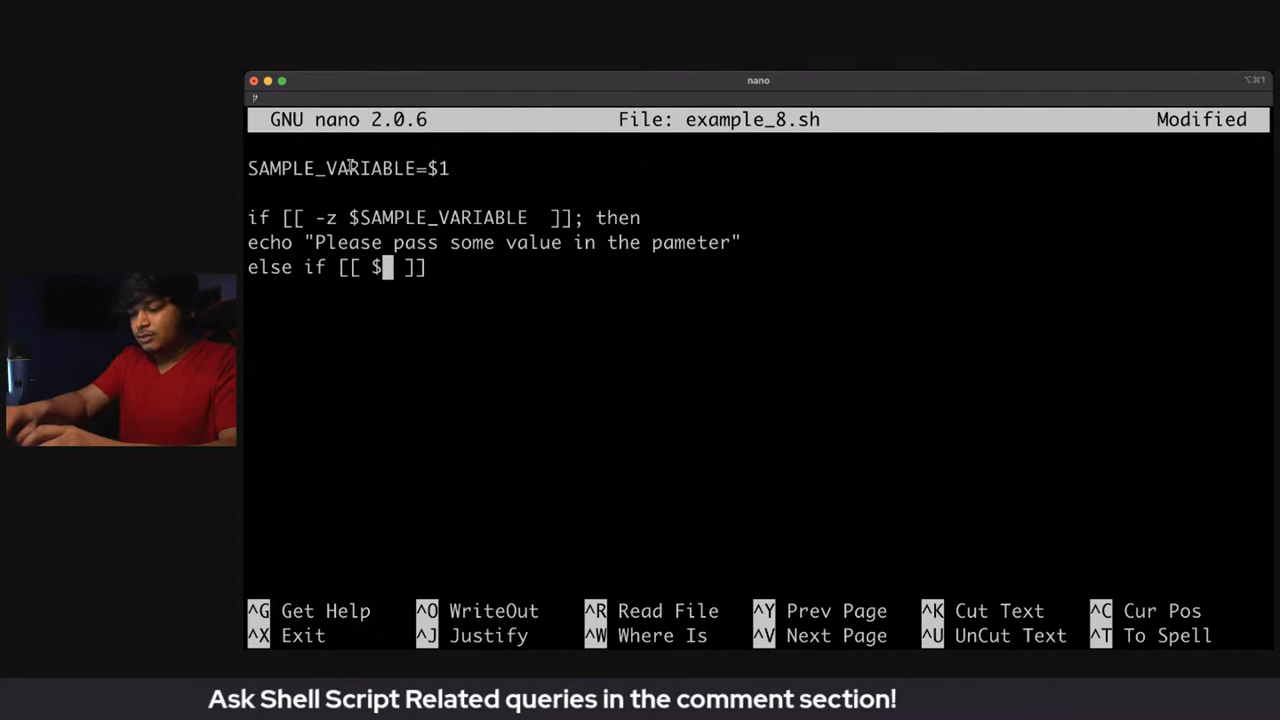 nano
⌥⌘1
GNU nano 2.0.6 File: example_8.sh Modified
SAMPLE_VARIABLE=$1
if [[ -z $SAMPLE_VARIABLE  ]]; then
echo "Please pass some value in the pameter"
else if [[ $ ]]
^G Get Help ^O WriteOut ^R Read File ^Y Prev Page ^K Cut Text ^C Cur Pos
^X Exit ^J Justify ^W Where Is ^V Next Page ^U UnCut Text ^T To Spell
Ask Shell Script Related queries in the comment section!